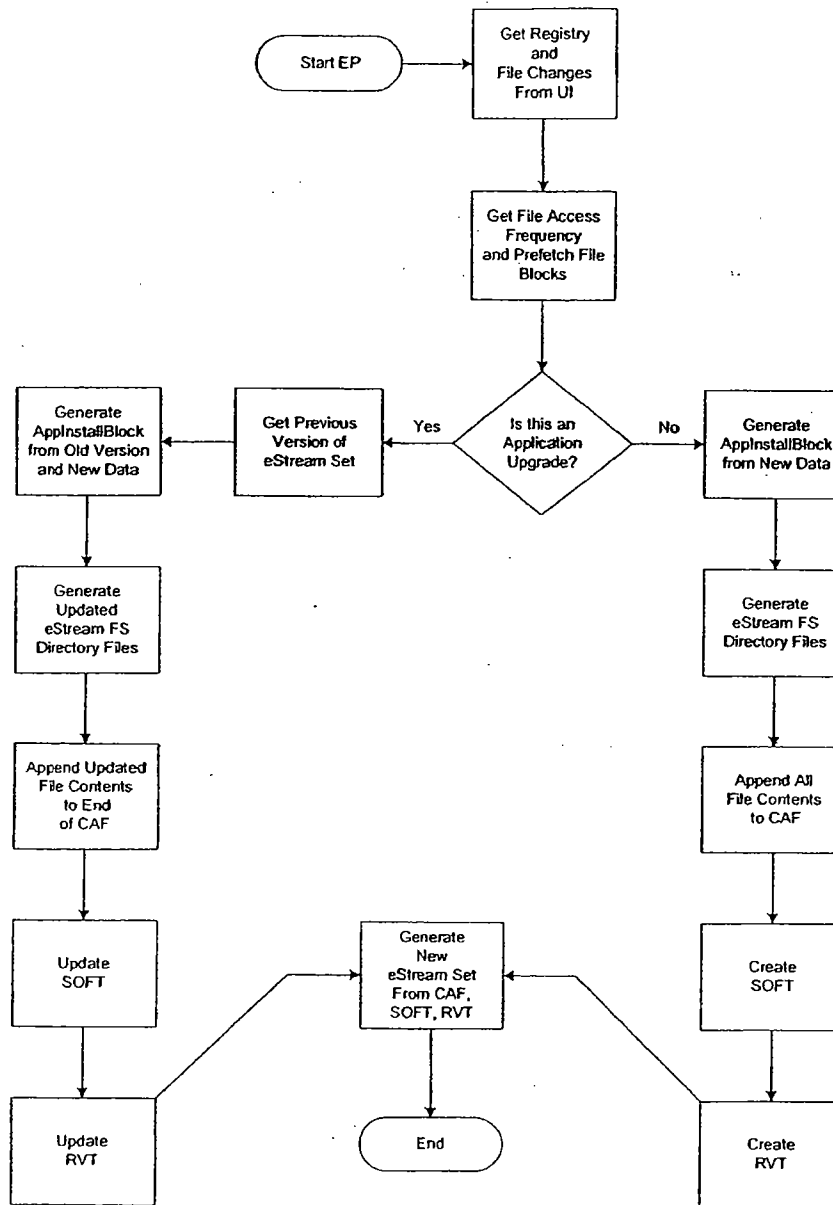 Start EP
Get Registry
and
File Changes
From UI
Get File Access
Frequency
and Prefetch File
Blocks
Is this an
Application
Upgrade?
Yes
No
Get Previous
Version of
eStream Set
Generate
AppInstallBlock
from Old Version
and New Data
Generate
Updated
eStream FS
Directory Files
Append Updated
File Contents
to End
of CAF
Update
SOFT
Update
RVT
Generate
AppInstallBlock
from New Data
Generate
eStream FS
Directory Files
Append All
File Contents
to CAF
Create
SOFT
Create
RVT
Generate
New
eStream Set
From CAF,
SOFT, RVT
End